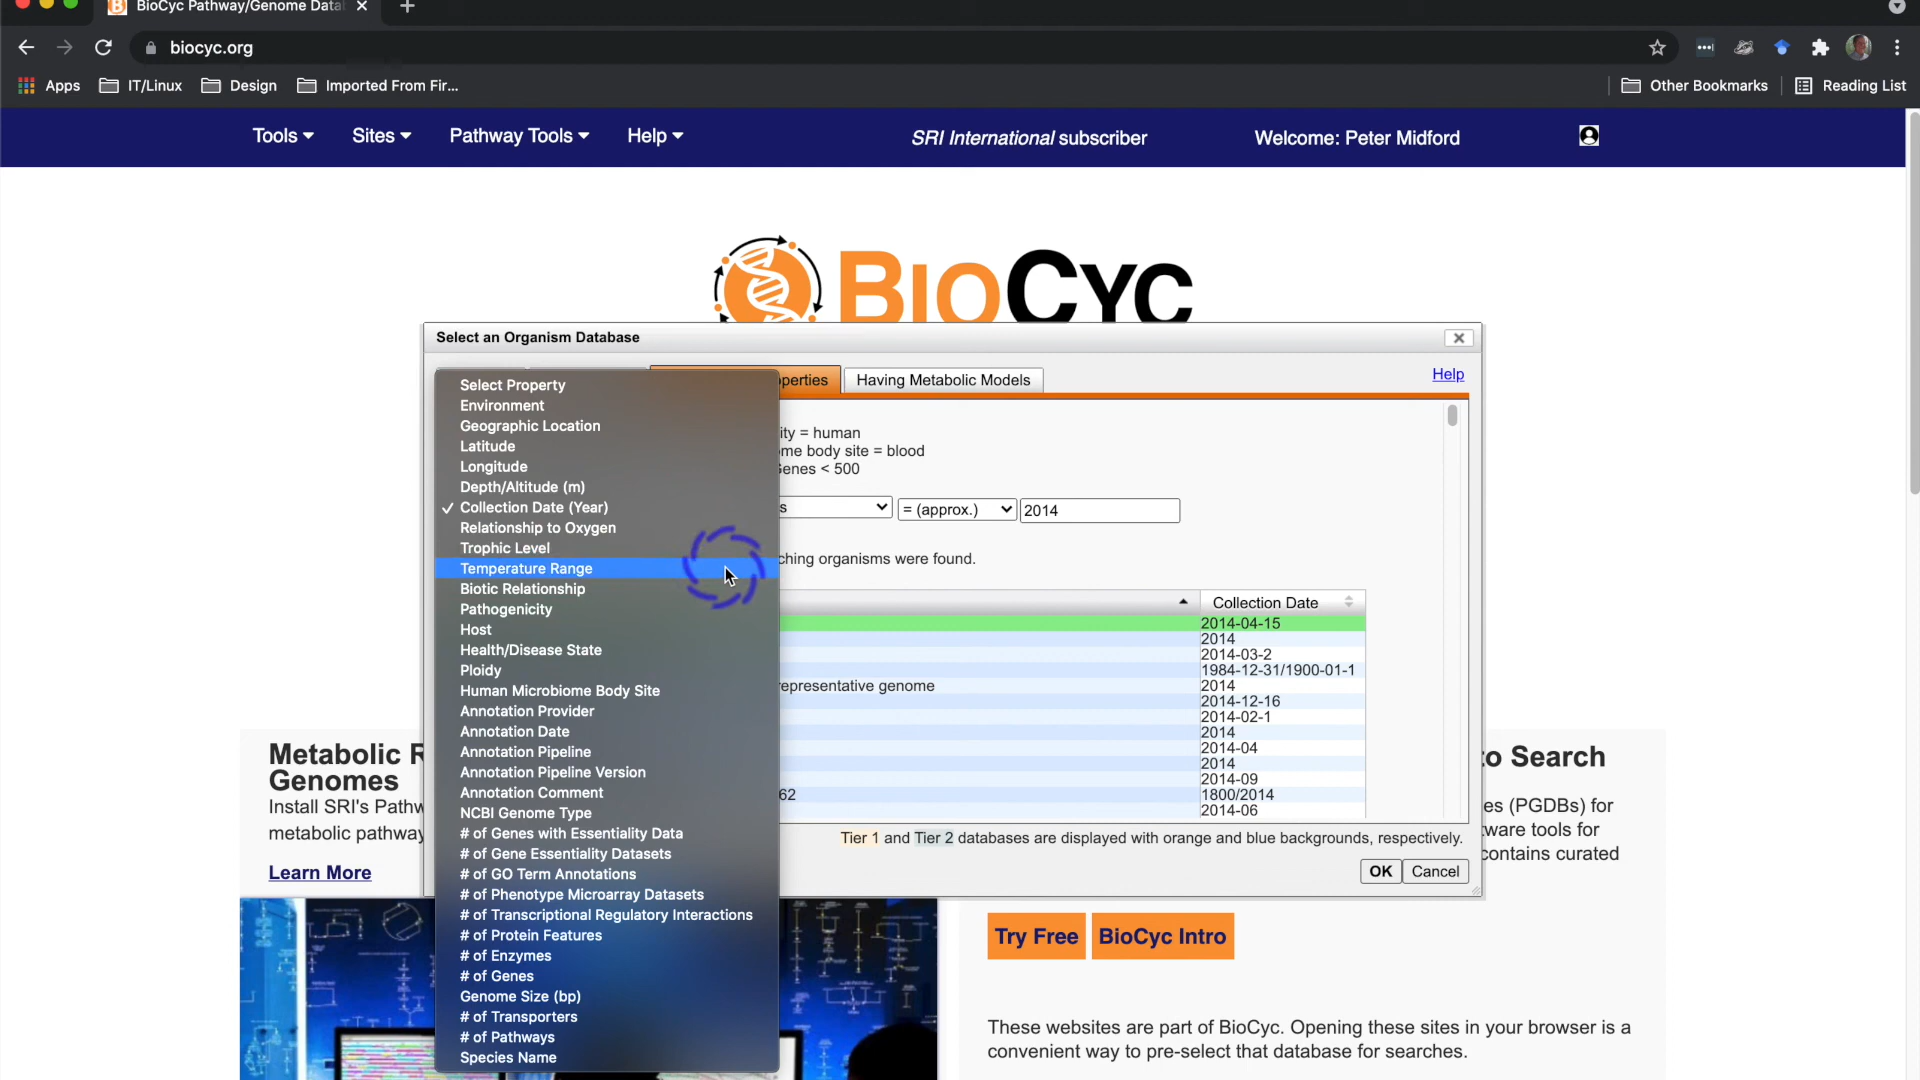 BioCyc Pathway/Genome Data
biocyc.org
Apps
IT/Linux
Design
Imported From Fir...
Other Bookmarks
Reading List
Tools
Sites
Pathway Tools
Help
SRI International subscriber
Welcome: Peter Midford
BIOCYC
Select an Organism Database
perties
Having Metabolic Models
Help
Select Property
Environment
Geographic Location
Latitude
Longitude
Depth/Altitude (m)
✓ Collection Date (Year)
Relationship to Oxygen
Trophic Level
Temperature Range
Biotic Relationship
Pathogenicity
Host
Health/Disease State
Ploidy
Human Microbiome Body Site
Annotation Provider
Annotation Date
Annotation Pipeline
Annotation Pipeline Version
Annotation Comment
NCBI Genome Type
# of Genes with Essentiality Data
# of Gene Essentiality Datasets
# of GO Term Annotations
# of Phenotype Microarray Datasets
# of Transcriptional Regulatory Interactions
# of Protein Features
# of Enzymes
# of Genes
Genome Size (bp)
# of Transporters
# of Pathways
Species Name
ity = human
me body site = blood
Genes < 500
s
= (approx.)
2014
ching organisms were found.
Collection Date
2014-04-15
2014
2014-03-2
1984-12-31/1900-01-1
representative genome
2014
2014-12-16
2014-02-1
2014
2014-04
2014
2014-09
62
1800/2014
2014-06
Tier 1 and Tier 2 databases are displayed with orange and blue backgrounds, respectively.
OK
Cancel
Metabolic R
Genomes
Install SRI's Pathw
metabolic pathway
Learn More
to Search
es (PGDBs) for
tware tools for
contains curated
Try Free
BioCyc Intro
These websites are part of BioCyc. Opening these sites in your browser is a
convenient way to pre-select that database for searches.